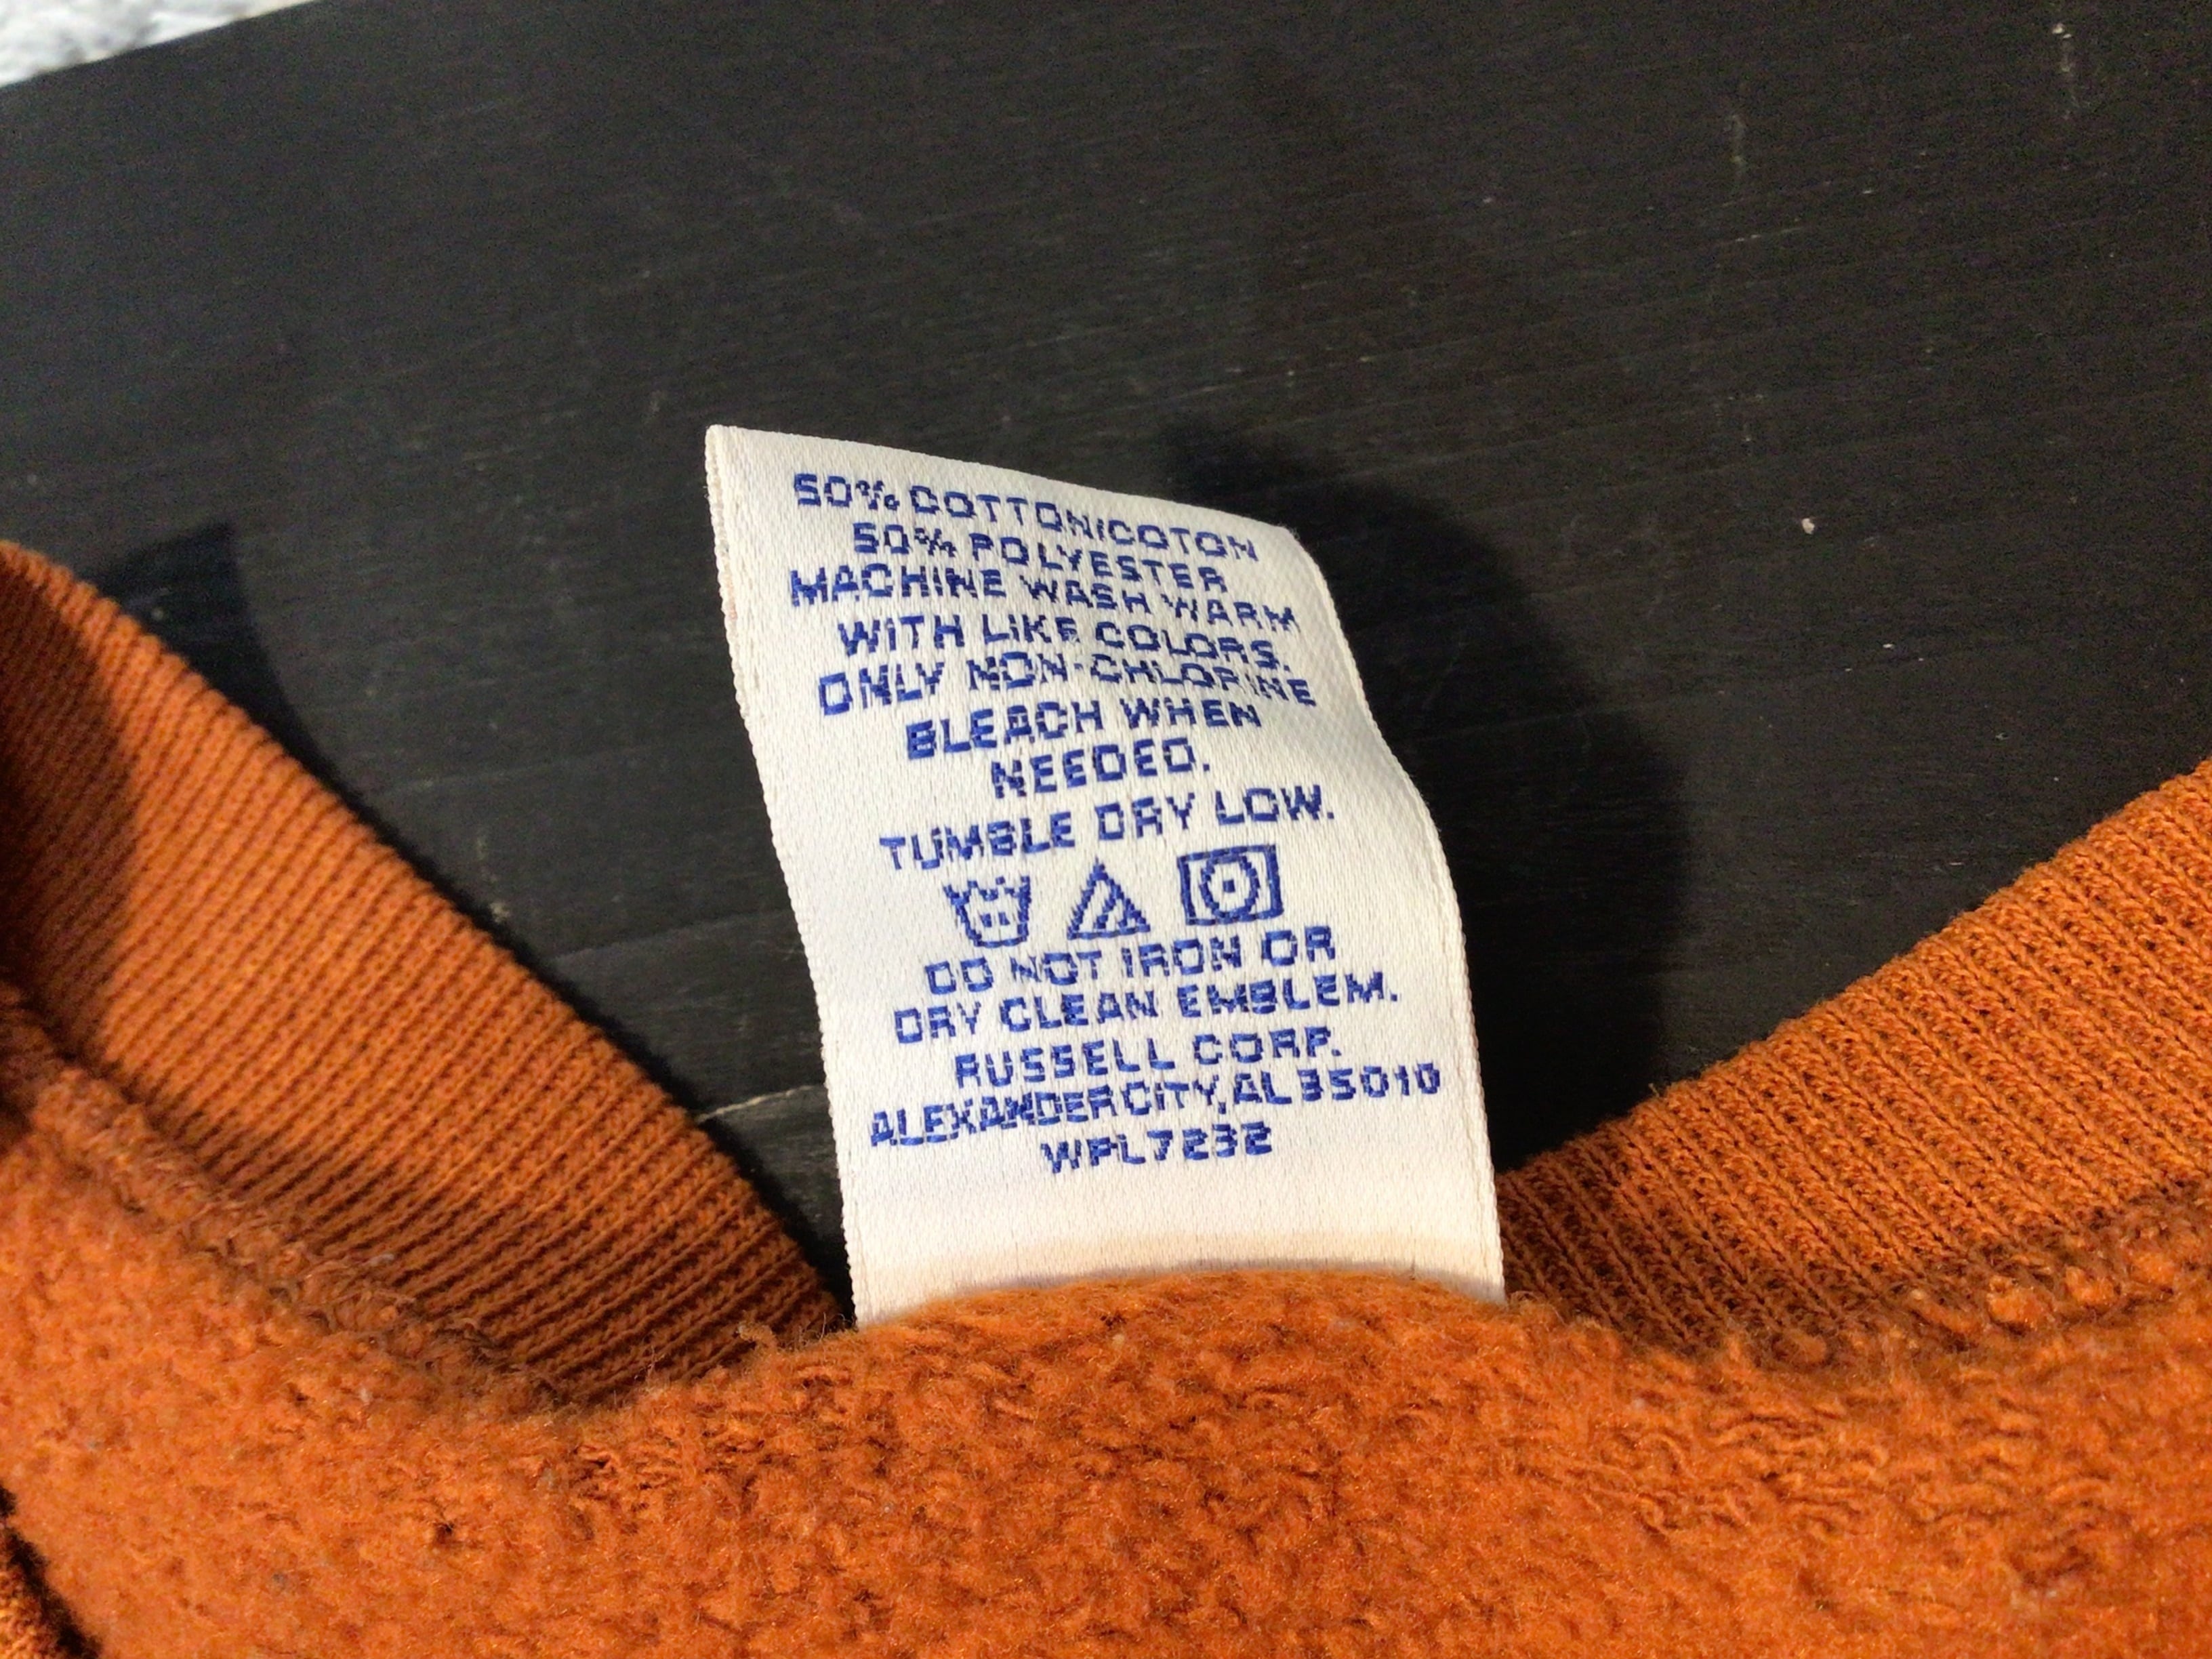 50% COTTON/COTON
50% POLYESTER
MACHINE WASH WARM
WITH LIKE COLORS.
ONLY NON-CHLORINE
BLEACH WHEN
NEEDED.
TUMBLE DRY LOW.
DO NOT IRON OR
DRY CLEAN EMBLEM.
RUSSELL CORP.
ALEXANDER CITY, AL 35010
WPL7232